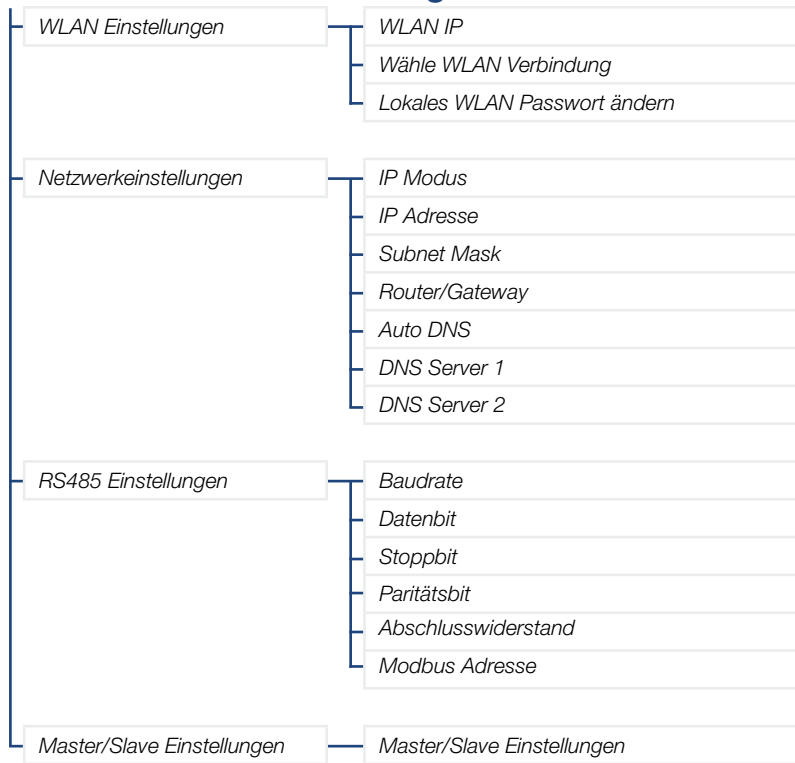 WLAN Einstellungen
WLAN IP
Wähle WLAN Verbindung
Lokales WLAN Passwort ändern
Netzwerkeinstellungen
IP Modus
IP Adresse
Subnet Mask
Router/Gateway
Auto DNS
DNS Server 1
DNS Server 2
RS485 Einstellungen
Baudrate
Datenbit
Stoppbit
Paritätsbit
Abschlusswiderstand
Modbus Adresse
Master/Slave Einstellungen
Master/Slave Einstellungen